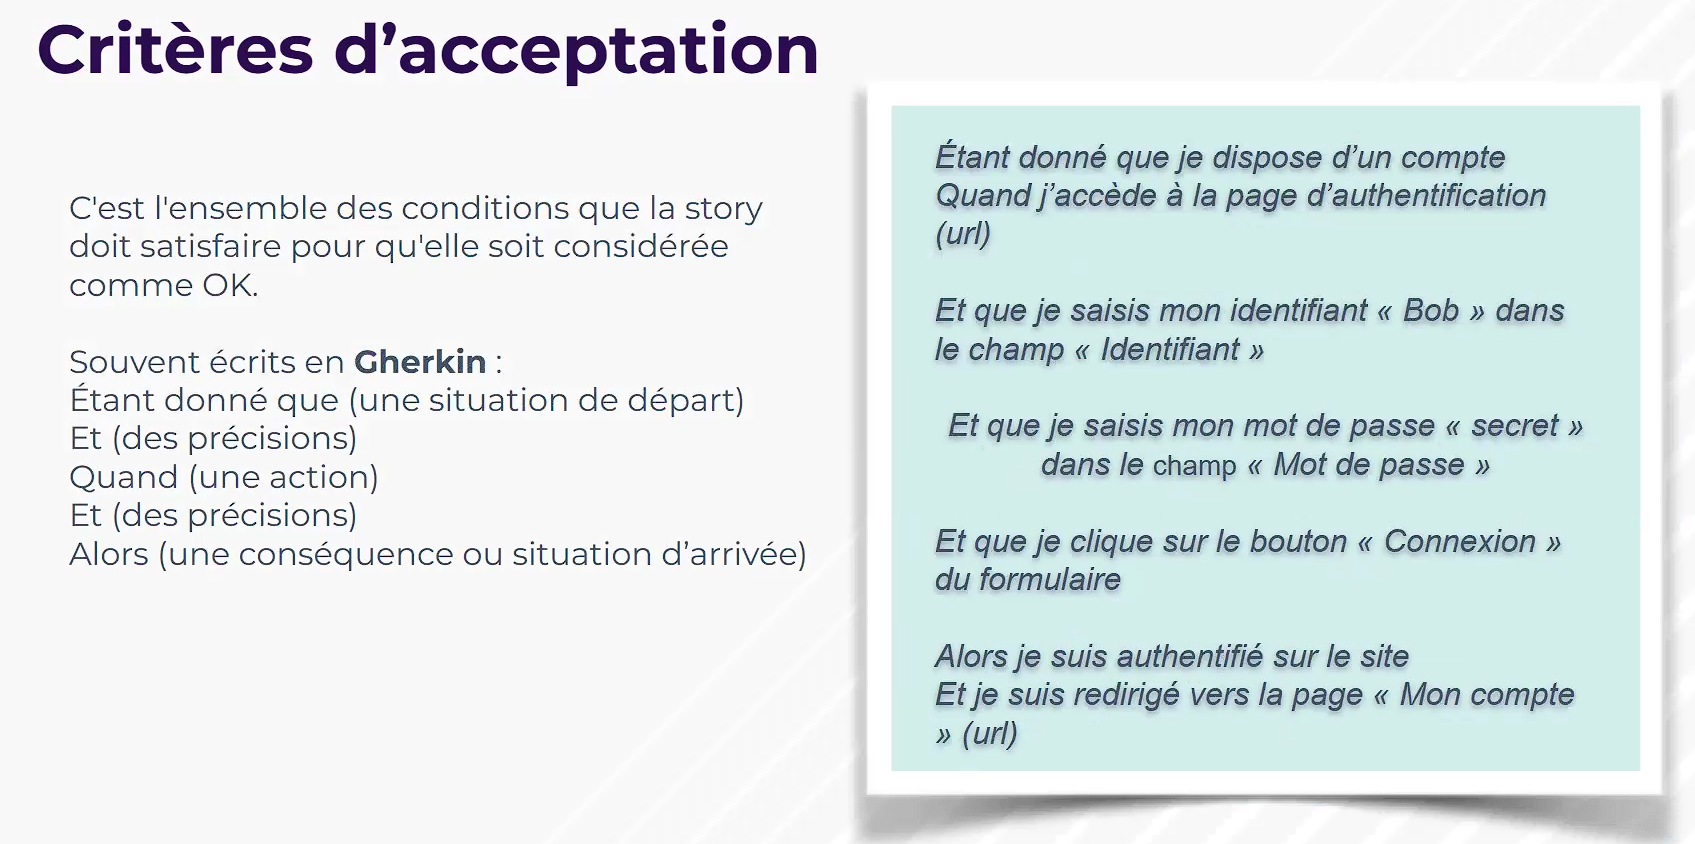 Critères d’acceptation
C'est l'ensemble des conditions que la story
doit satisfaire pour qu'elle soit considérée
comme OK.
Souvent écrits en Gherkin :
Étant donné que (une situation de départ)
Et (des précisions)
Quand (une action)
Et (des précisions)
Alors (une conséquence ou situation d’arrivée)
Étant donné que je dispose d’un compte
Quand j’accède à la page d’authentification
(url)
Et que je saisis mon identifiant « Bob » dans
le champ « Identifiant »
Et que je saisis mon mot de passe « secret »
dans le champ « Mot de passe »
Et que je clique sur le bouton « Connexion »
du formulaire
Alors je suis authentifié sur le site
Et je suis redirigé vers la page « Mon compte
» (url)